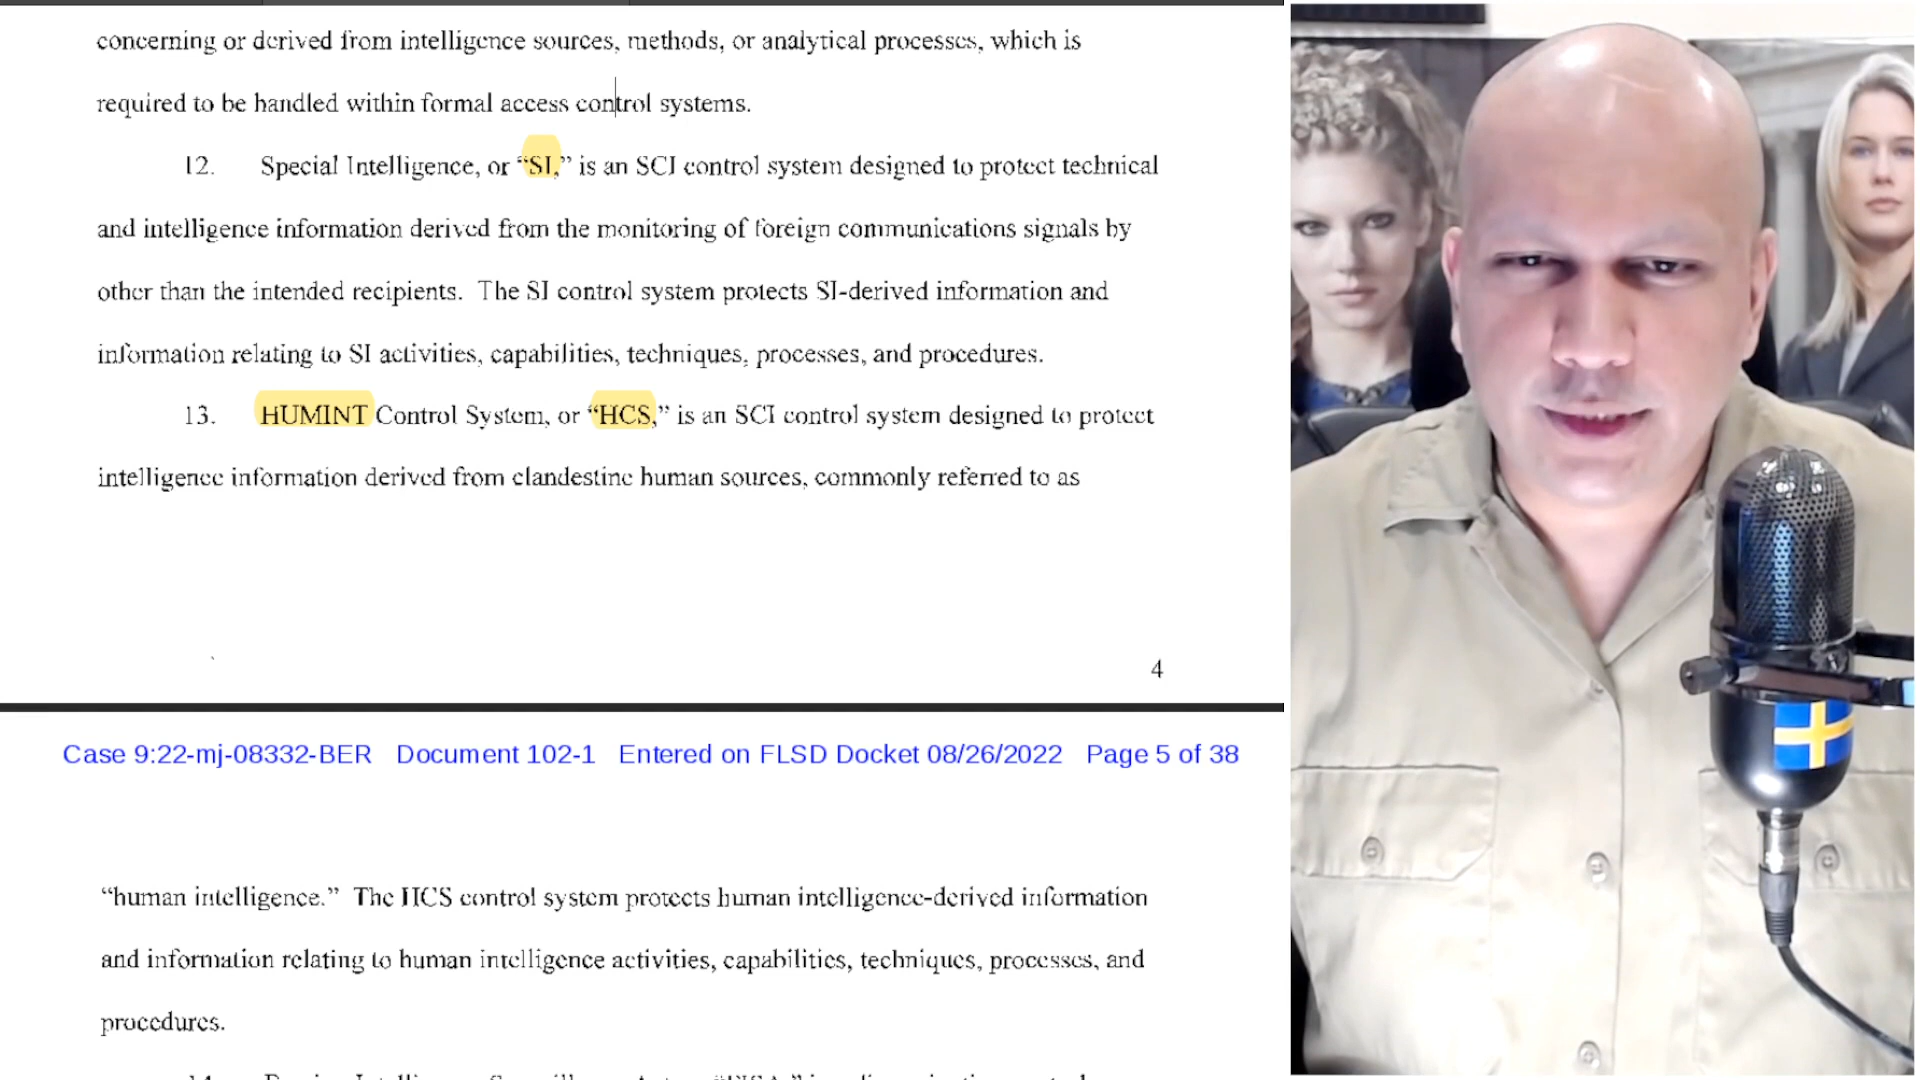 concerning or derived from intelligence sources, methods, or analytical processes, which is
required to be handled within formal access control systems.
12. Special Intelligence, or “SI,” is an SCI control system designed to protect technical
and intelligence information derived from the monitoring of foreign communications signals by
other than the intended recipients. The SI control system protects SI-derived information and
information relating to SI activities, capabilities, techniques, processes, and procedures.
13. HUMINT Control System, or “HCS,” is an SCI control system designed to protect
intelligence information derived from clandestine human sources, commonly referred to as
4
Case 9:22-mj-08332-BER Document 102-1 Entered on FLSD Docket 08/26/2022 Page 5 of 38
“human intelligence.” The HCS control system protects human intelligence-derived information
and information relating to human intelligence activities, capabilities, techniques, processes, and
procedures.